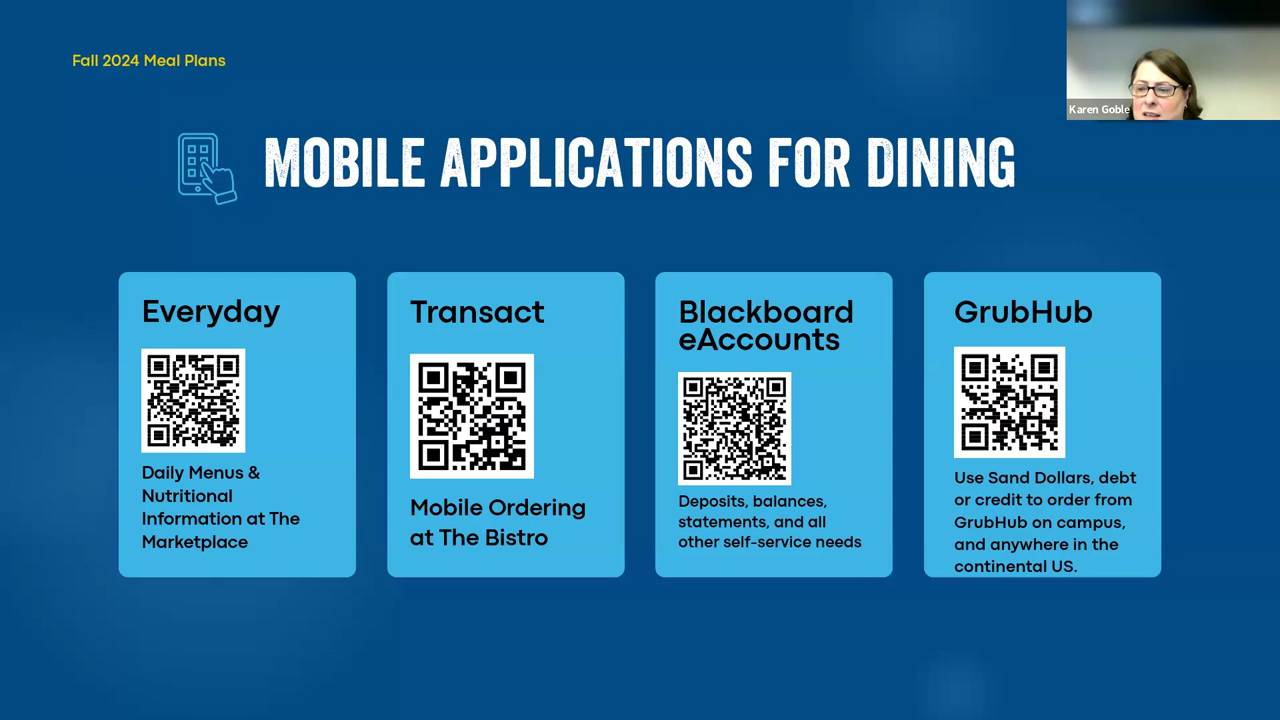 Fall 2024 Meal Plans
Karen Goble
MOBILE APPLICATIONS FOR DINING
Everyday
Daily Menus &
Nutritional
Information at The
Marketplace
Transact
Mobile Ordering
at The Bistro
Blackboard
eAccounts
Deposits, balances,
statements, and all
other self-service needs
GrubHub
Use Sand Dollars, debt
or credit to order from
GrubHub on campus,
and anywhere in the
continental US.